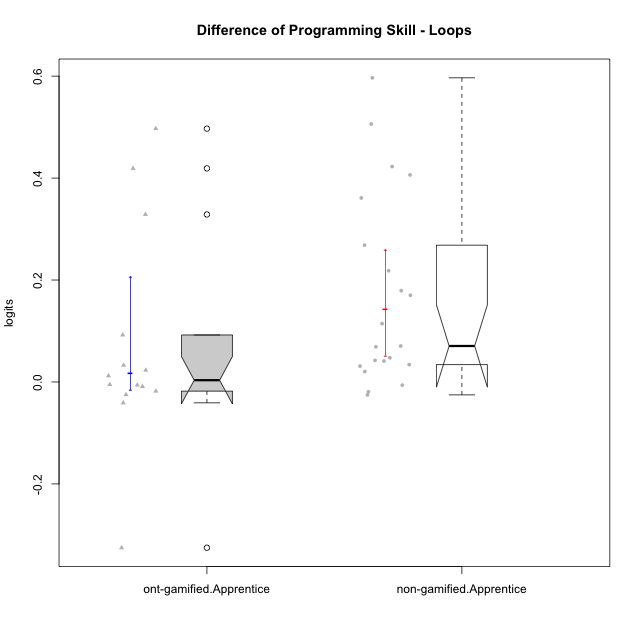 Difference of Programming Skill - Loops
0.6
0.4
0.2
0.0
-0.2
logits
ont-gamified.Apprentice
non-gamified.Apprentice